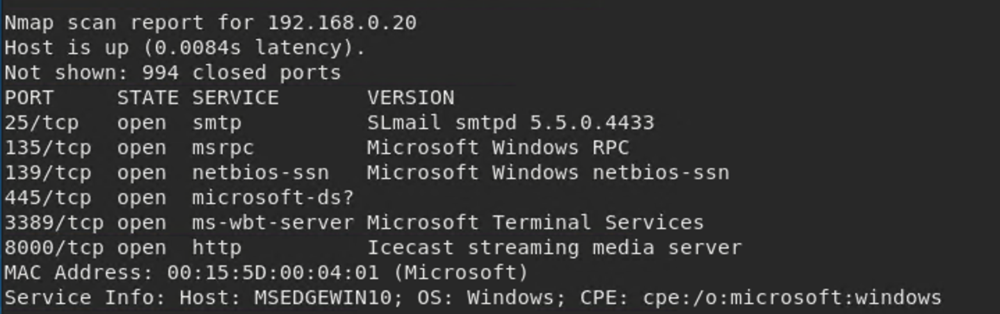 Nmap scan report for 192.168.0.20
Host is up (0.0084s latency).
Not shown: 994 closed ports
PORT     STATE SERVICE       VERSION
25/tcp   open  smtp          SLmail smtpd 5.5.0.4433
135/tcp  open  msrpc         Microsoft Windows RPC
139/tcp  open  netbios-ssn   Microsoft Windows netbios-ssn
445/tcp  open  microsoft-ds?
3389/tcp open  ms-wbt-server Microsoft Terminal Services
8000/tcp open  http          Icecast streaming media server
MAC Address: 00:15:5D:00:04:01 (Microsoft)
Service Info: Host: MSEDGEWIN10; OS: Windows; CPE: cpe:/o:microsoft:windows